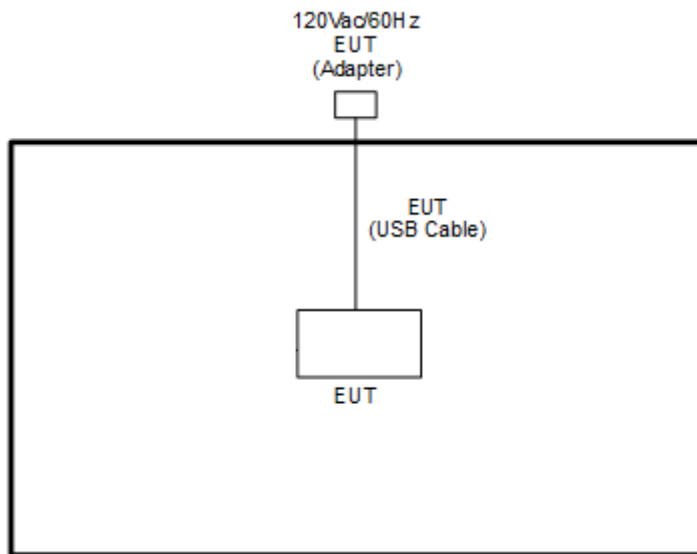 120Vac/60Hz
EUT
(Adapter)
EUT
(USB Cable)
EUT